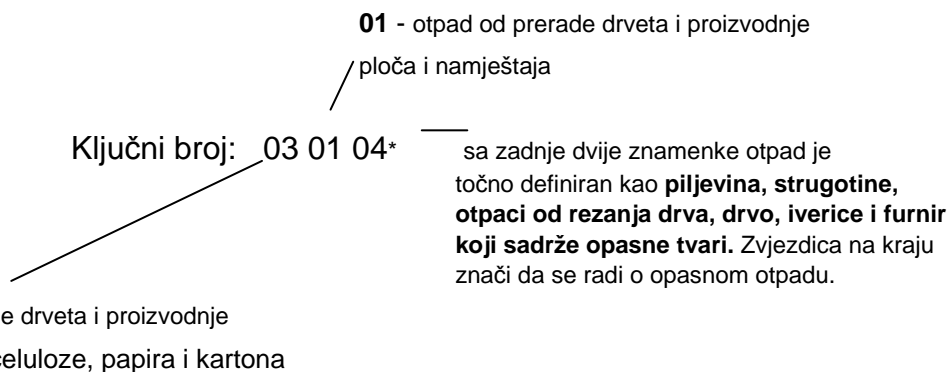 01 - otpad od prerade drveta i proizvodnje
ploča i namještaja
Ključni broj: 03 01 04*
sa zadnje dvije znamenke otpad je
točno definiran kao piljevina, strugotine,
otpaci od rezanja drva, drvo, iverice i furnir
koji sadrže opasne tvari. Zvjezdica na kraju
znači da se radi o opasnom otpadu.
e drveta i proizvodnje
celuloze, papira i kartona